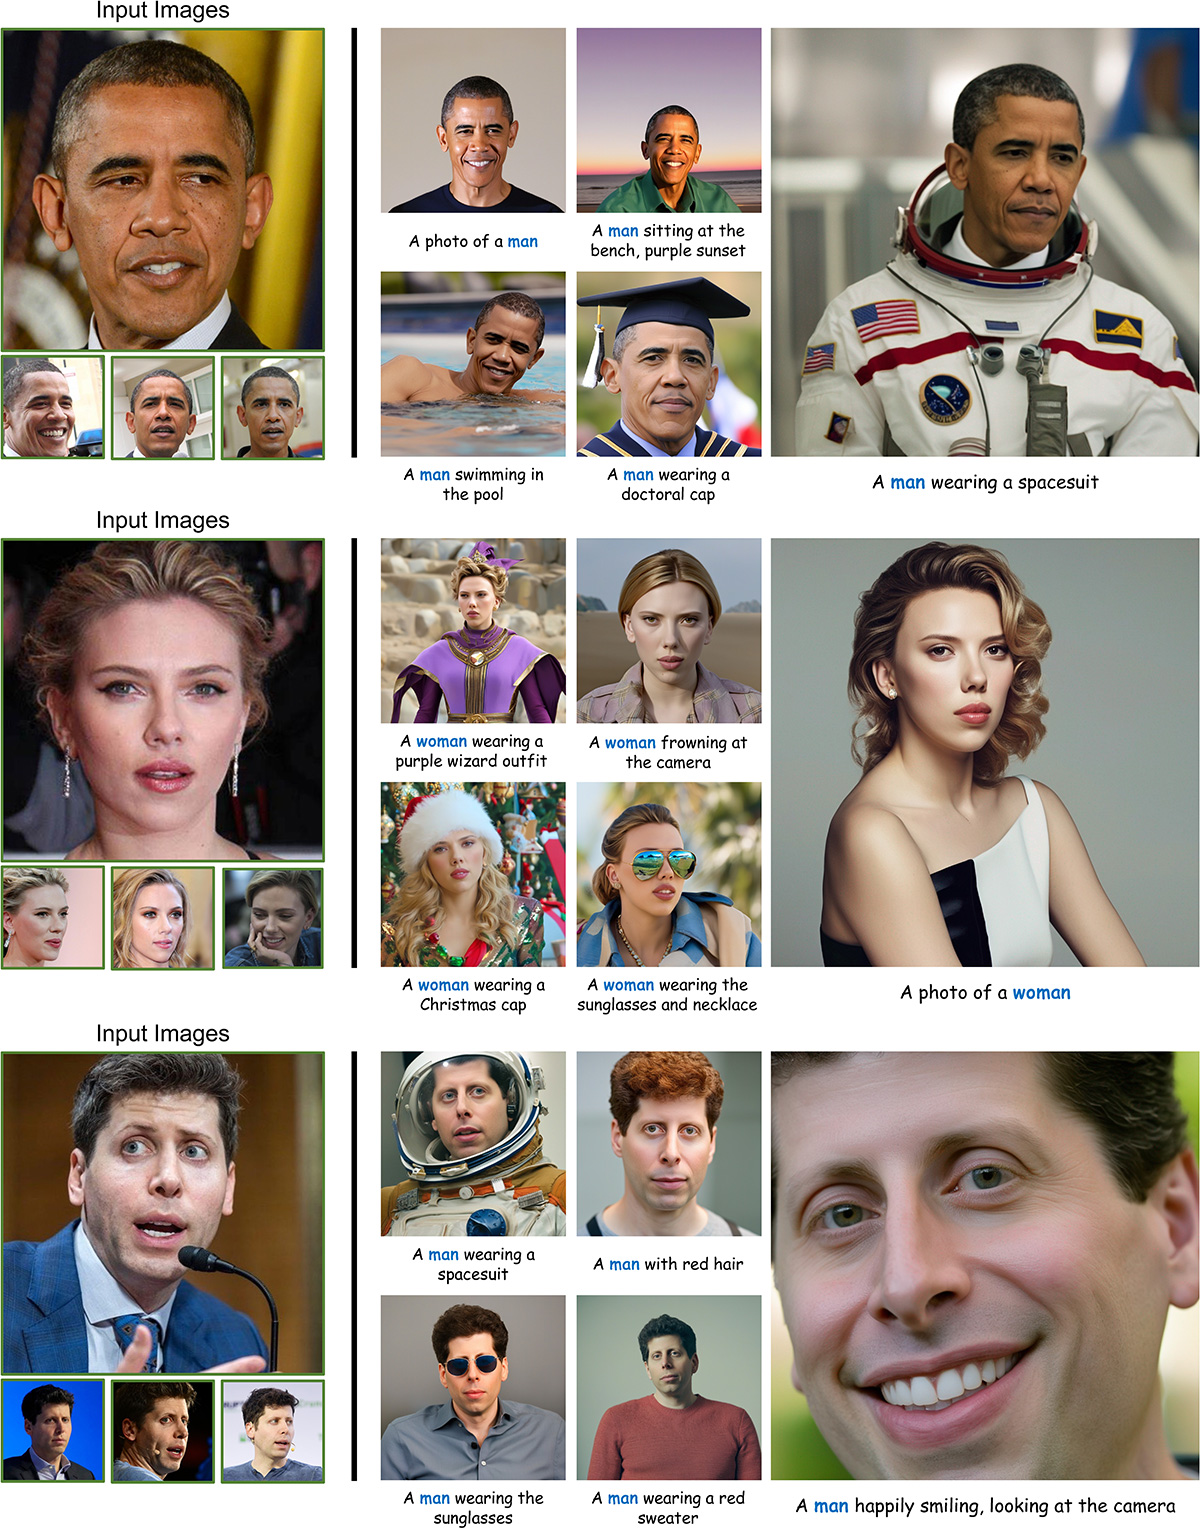 Input Images
A photo of a man
A man sitting at the
bench, purple sunset
A man swimming in
the pool
A man wearing a
doctoral cap
A man wearing a spacesuit
Input Images
A woman wearing a
purple wizard outfit
A woman frowning at
the camera
A woman wearing a
Christmas cap
A woman wearing the
sunglasses and necklace
A photo of a woman
Input Images
A man wearing a
spacesuit
A man with red hair
A man wearing the
sunglasses
A man wearing a red
sweater
A man happily smiling, looking at the camera